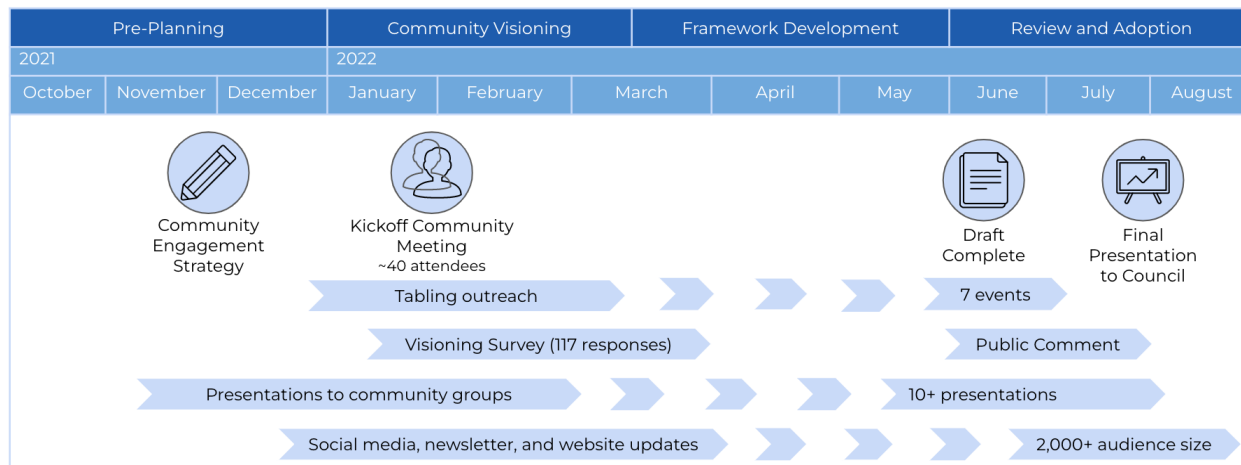 Pre-Planning
Community Visioning
Framework Development
Review and Adoption
2021
2022
October
November
December
January
February
March
April
May
June
July
August
Community
Engagement
Strategy
Kickoff Community
Meeting
~40 attendees
Draft
Complete
Final
Presentation
to Council
Tabling outreach
7 events
Visioning Survey (117 responses)
Public Comment
Presentations to community groups
10+ presentations
Social media, newsletter, and website updates
2,000+ audience size